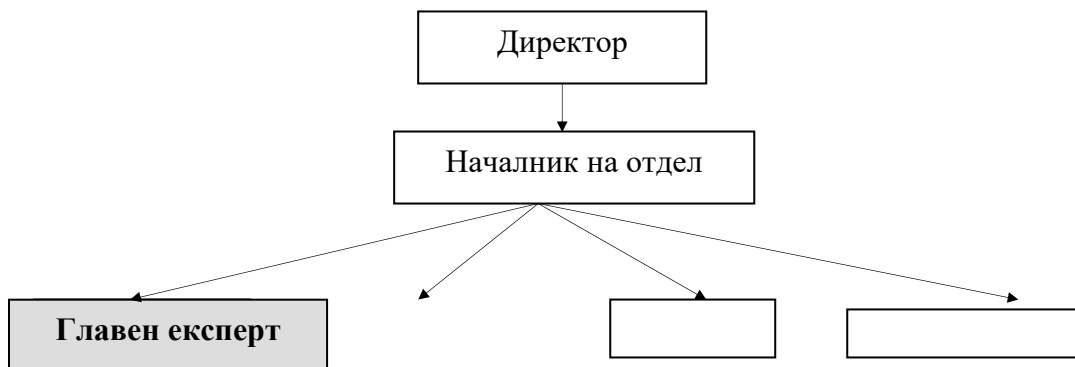 Директор
Началник на отдел
Главен експерт